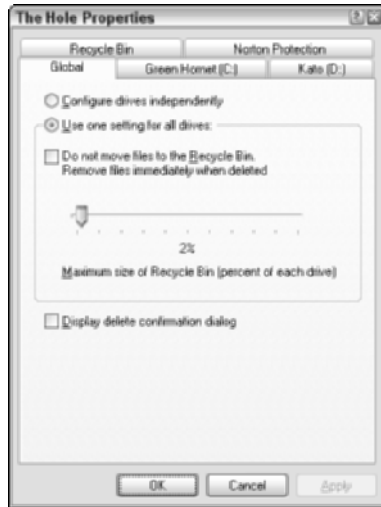 The Hole Properties
Recycle Bin Norton Protection
Global Green Hornet (C:) Kato (D:)
Configure drives independently
Use one setting for all drives:
Do not move files to the Recycle Bin.
Remove files immediately when deleted
2%
Maximum size of Recycle Bin (percent of each drive)
Display delete confirmation dialog
OK Cancel Apply